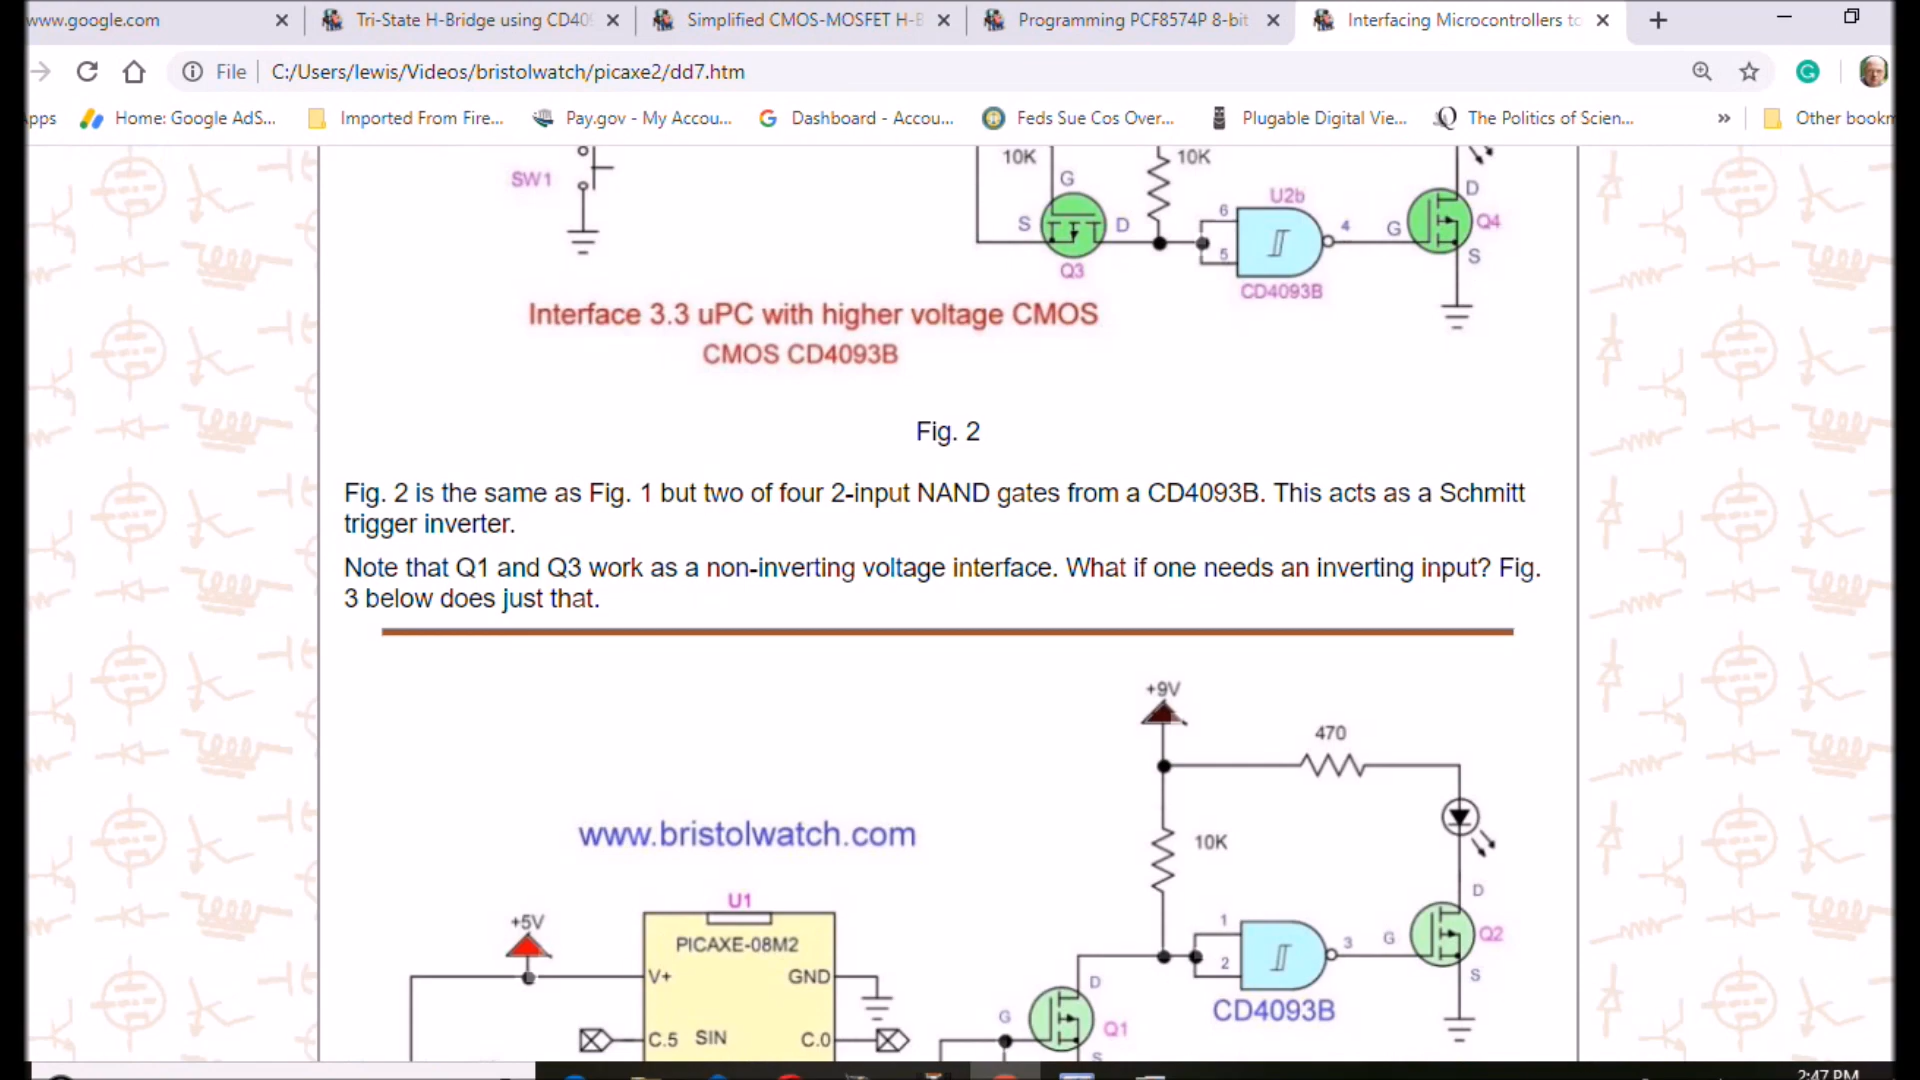 www.google.com
Tri-State H-Bridge using CD40
Simplified CMOS-MOSFET H-B
Programming PCF8574P 8-bit
Interfacing Microcontrollers to
File
C:/Users/lewis/Videos/bristolwatch/picaxe2/dd7.htm
Apps
Home: Google AdS...
Imported From Fire...
Pay.gov - My Accou...
Dashboard - Accou...
Feds Sue Cos Over...
Plugable Digital Vie...
The Politics of Scien...
»
Other bookm
10K
10K
SW1
G
S
D
Q3
U2b
6
5
4
CD4093B
G
D
Q4
S
Interface 3.3 uPC with higher voltage CMOS
CMOS CD4093B
Fig. 2
Fig. 2 is the same as Fig. 1 but two of four 2-input NAND gates from a CD4093B. This acts as a Schmitt
trigger inverter.
Note that Q1 and Q3 work as a non-inverting voltage interface. What if one needs an inverting input? Fig.
3 below does just that.
+9V
470
10K
www.bristolwatch.com
U1
+5V
PICAXE-08M2
V+
GND
C.5
SIN
C.0
D
G
Q1
S
1
2
3
CD4093B
G
D
Q2
S
2:47 PM